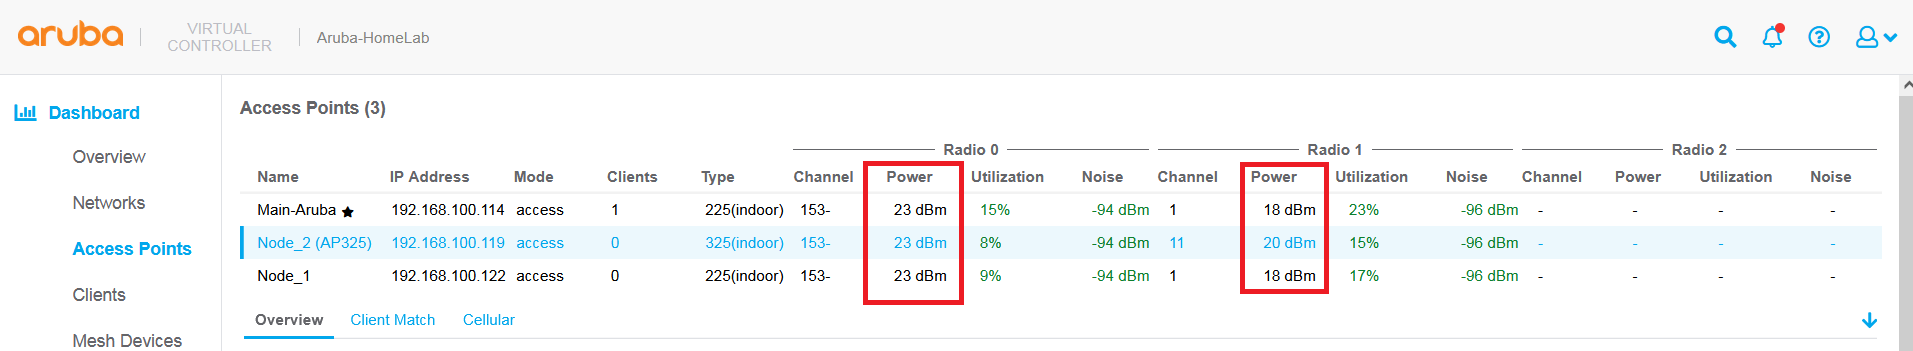 aruba
VIRTUAL
CONTROLLER
Aruba-HomeLab
Dashboard
Overview
Networks
Access Points
Clients
Mesh Devices
Access Points (3)
Radio 0 Radio 1 Radio 2
Name IP Address Mode Clients Type Channel Power Utilization Noise Channel Power Utilization Noise Channel Power Utilization Noise
Main-Aruba ★ 192.168.100.114 access 1 225(indoor) 153- 23 dBm 15% -94 dBm 1 18 dBm 23% -96 dBm - - - -
Node_2 (AP325) 192.168.100.119 access 0 325(indoor) 153- 23 dBm 8% -94 dBm 11 20 dBm 15% -96 dBm - - - -
Node_1 192.168.100.122 access 0 225(indoor) 153- 23 dBm 9% -94 dBm 1 18 dBm 17% -96 dBm - - - -
Overview Client Match Cellular